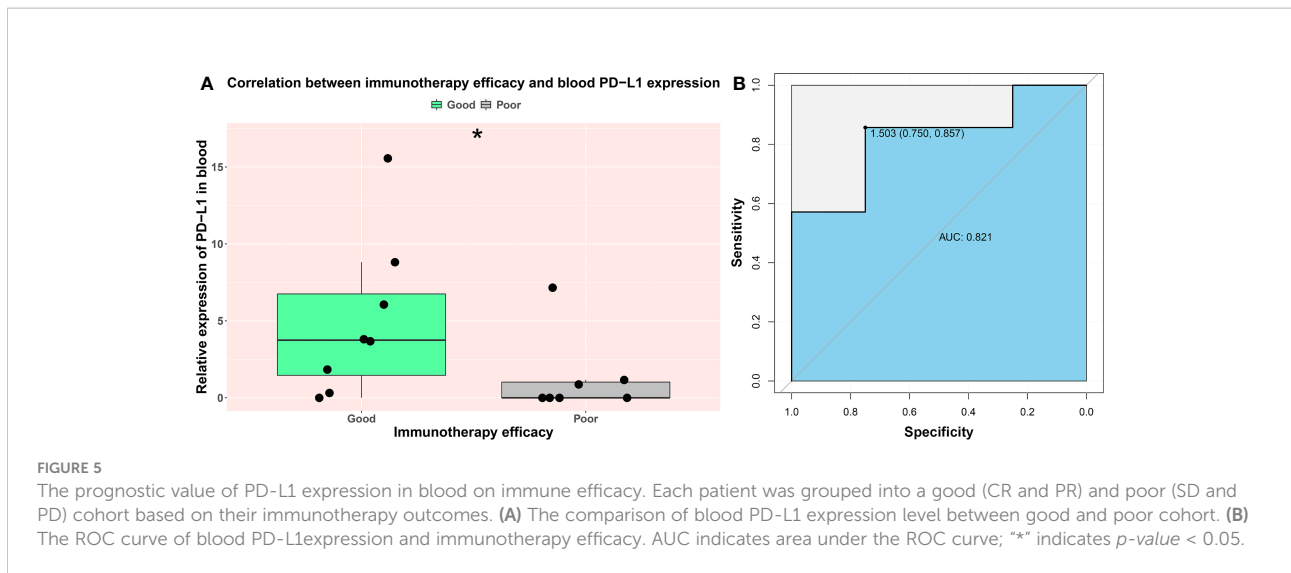 A Correlation between immunotherapy efficacy and blood PD−L1 expression
Good Poor
*
Relative expression of PD−L1 in blood
15
10
5
0
Good Poor
Immunotherapy efficacy
B
Sensitivity
1.0
0.8
0.6
0.4
0.2
0.0
1.503 (0.750, 0.857)
AUC: 0.821
1.0 0.8 0.6 0.4 0.2 0.0
Specificity
FIGURE 5
The prognostic value of PD-L1 expression in blood on immune efficacy. Each patient was grouped into a good (CR and PR) and poor (SD and
PD) cohort based on their immunotherapy outcomes. (A) The comparison of blood PD-L1 expression level between good and poor cohort. (B)
The ROC curve of blood PD-L1expression and immunotherapy efficacy. AUC indicates area under the ROC curve; “*” indicates p-value < 0.05.